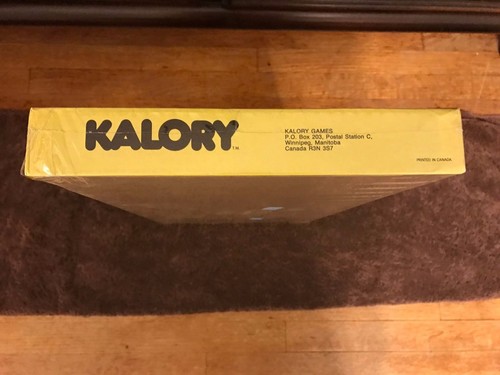 KALORY TM
KALORY GAMES
P.O. Box 203, Postal Station C,
Winnipeg, Manitoba
Canada R3N 3S7
PRINTED IN CANADA